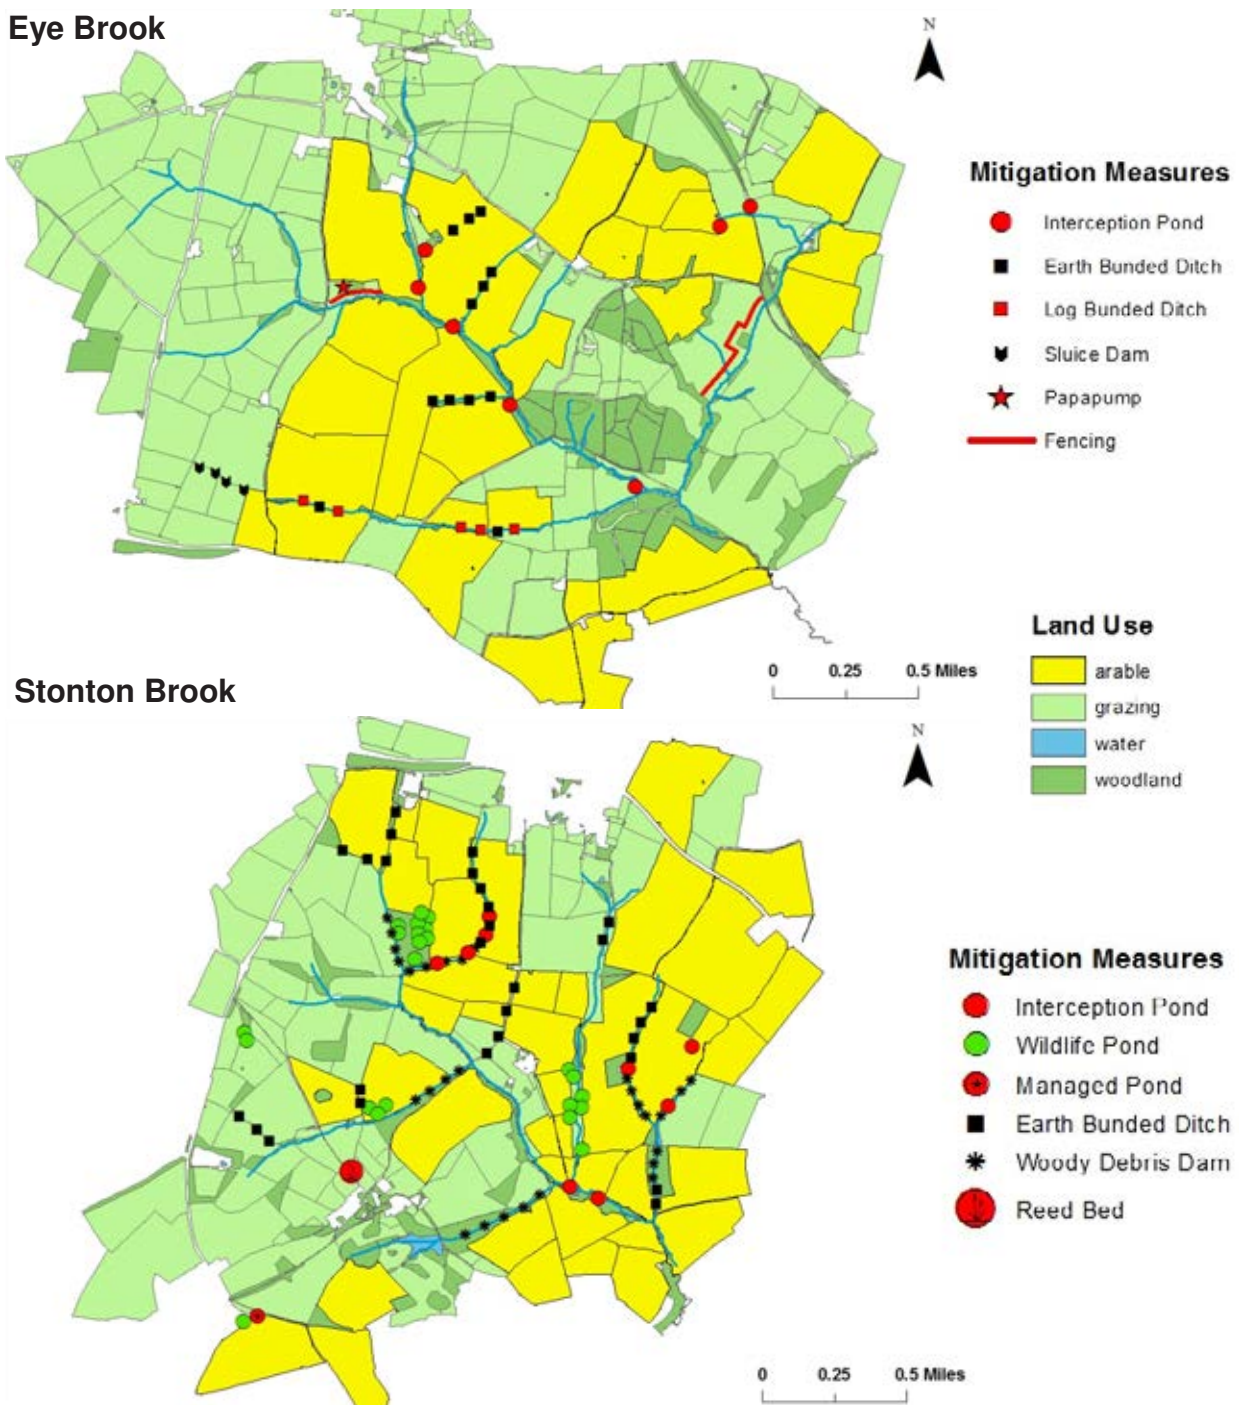 Eye Brook
N
Mitigation Measures
Interception Pond
Earth Bunded Ditch
Log Bunded Ditch
Sluice Dam
Papapump
Fencing
0 0.25 0.5 Miles
Land Use
arable
grazing
water
woodland
Stonton Brook
N
Mitigation Measures
Interception Pond
Wildlife Pond
Managed Pond
Earth Bunded Ditch
Woody Debris Dam
Reed Bed
0 0.25 0.5 Miles